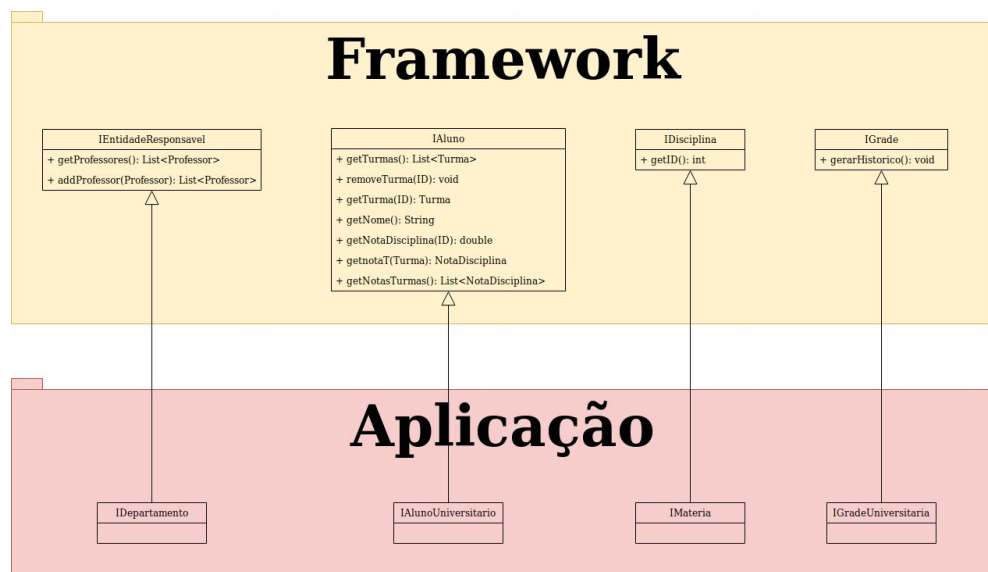 Framework
IEntidadeResponsavel
+ getProfessores(): List<Professor>
+ addProfessor(Professor): List<Professor>
IAluno
+ getTurmas(): List<Turma>
+ removeTurma(ID): void
+ getTurma(ID): Turma
+ getNome(): String
+ getNotaDisciplina(ID): double
+ getnotaT(Turma): NotaDisciplina
+ getNotasTurmas(): List<NotaDisciplina>
IDisciplina
+ getID(): int
IGrade
+ gerarHistorico(): void
Aplicação
IDepartamento
IAlunoUniversitario
IMateria
IGradeUniversitaria